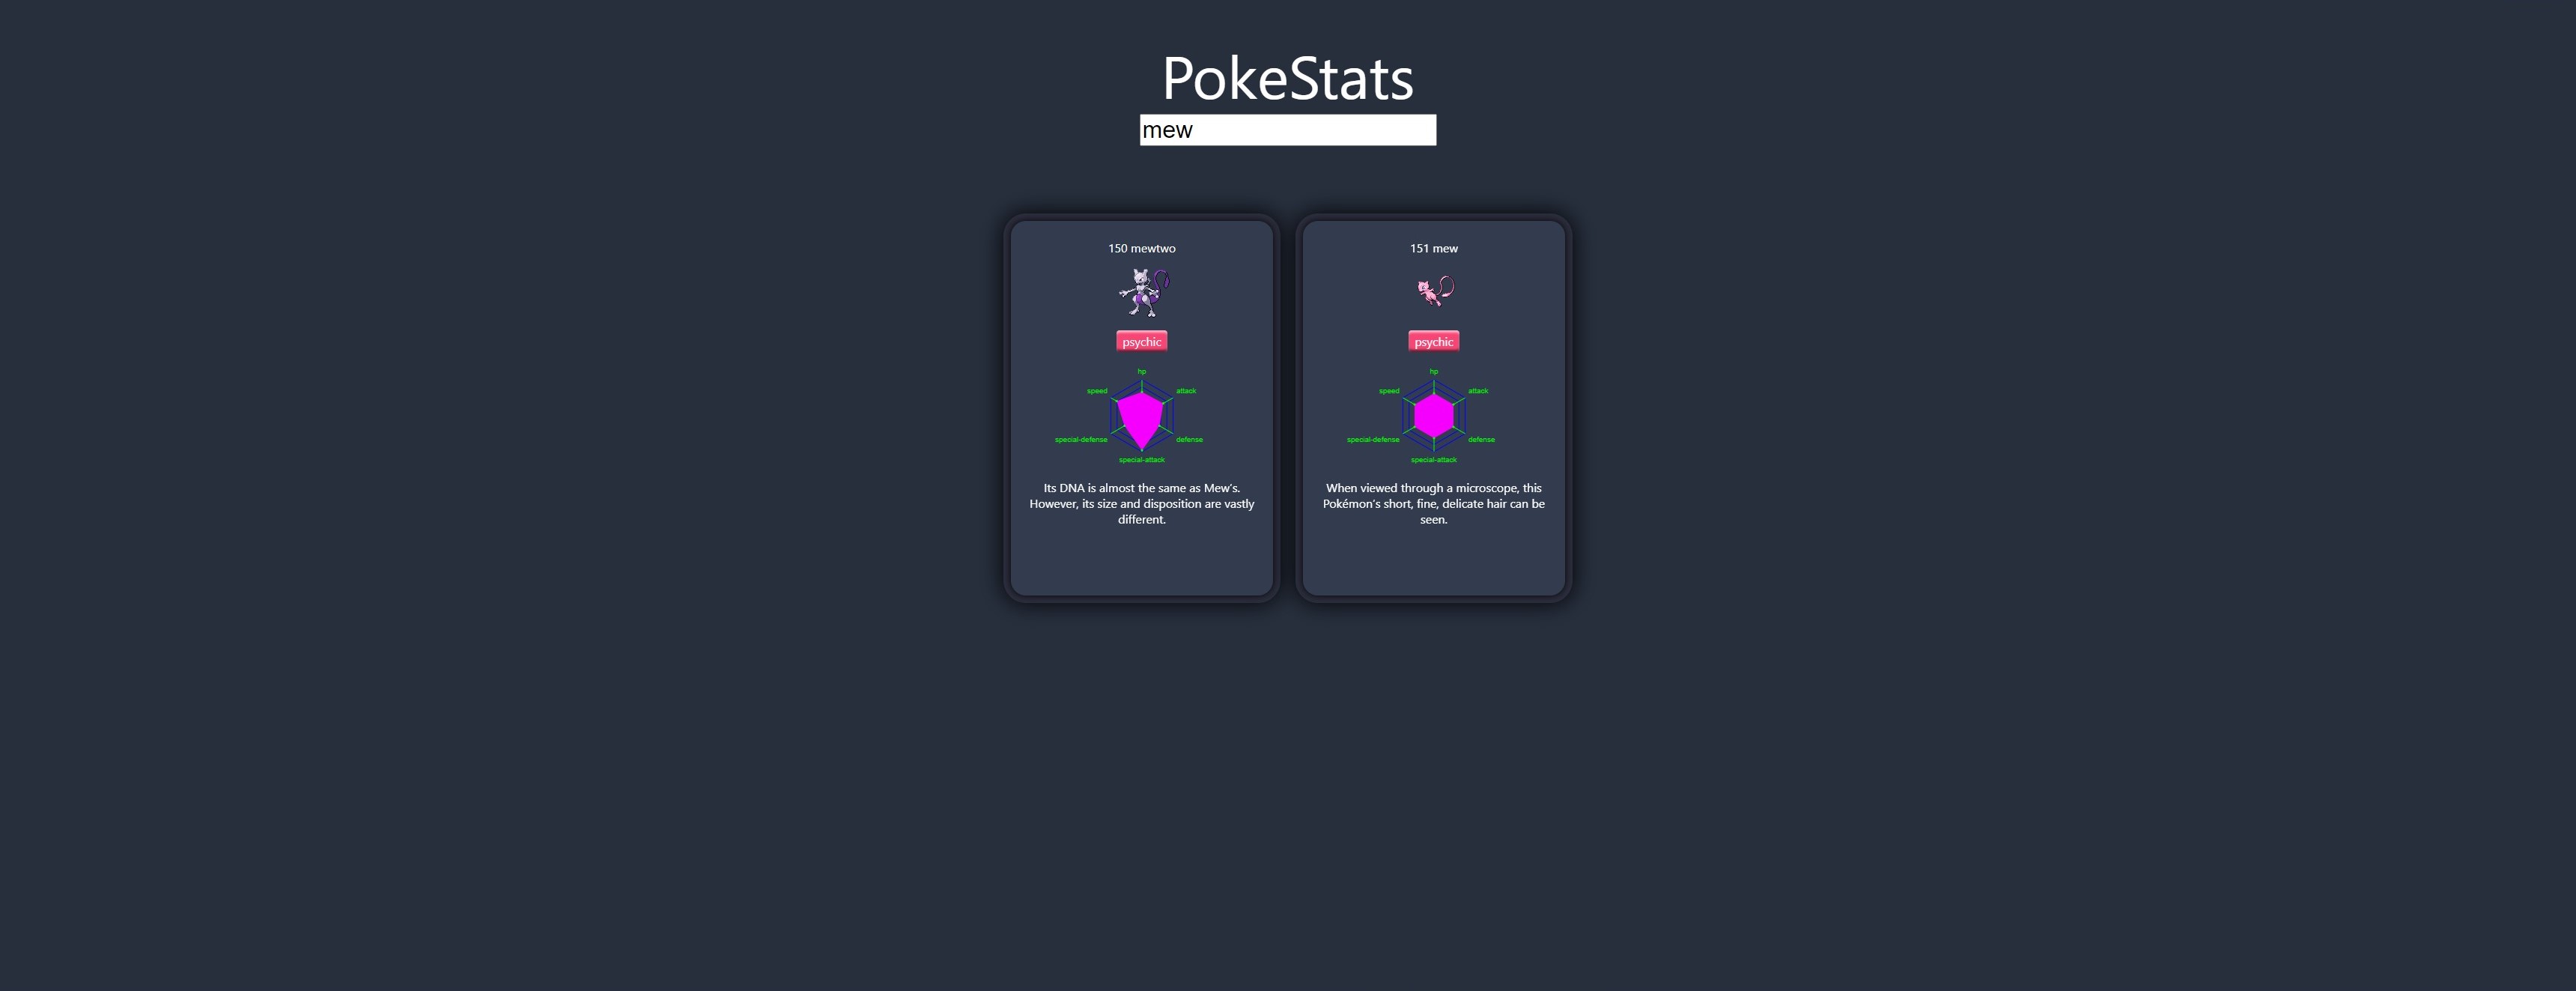 PokeStats
mew
150 mewtwo
psychic
hp
speed
attack
special-defense
defense
special-attack
Its DNA is almost the same as Mew’s.
However, its size and disposition are vastly
different.
151 mew
psychic
hp
speed
attack
special-defense
defense
special-attack
When viewed through a microscope, this
Pokémon’s short, fine, delicate hair can be
seen.